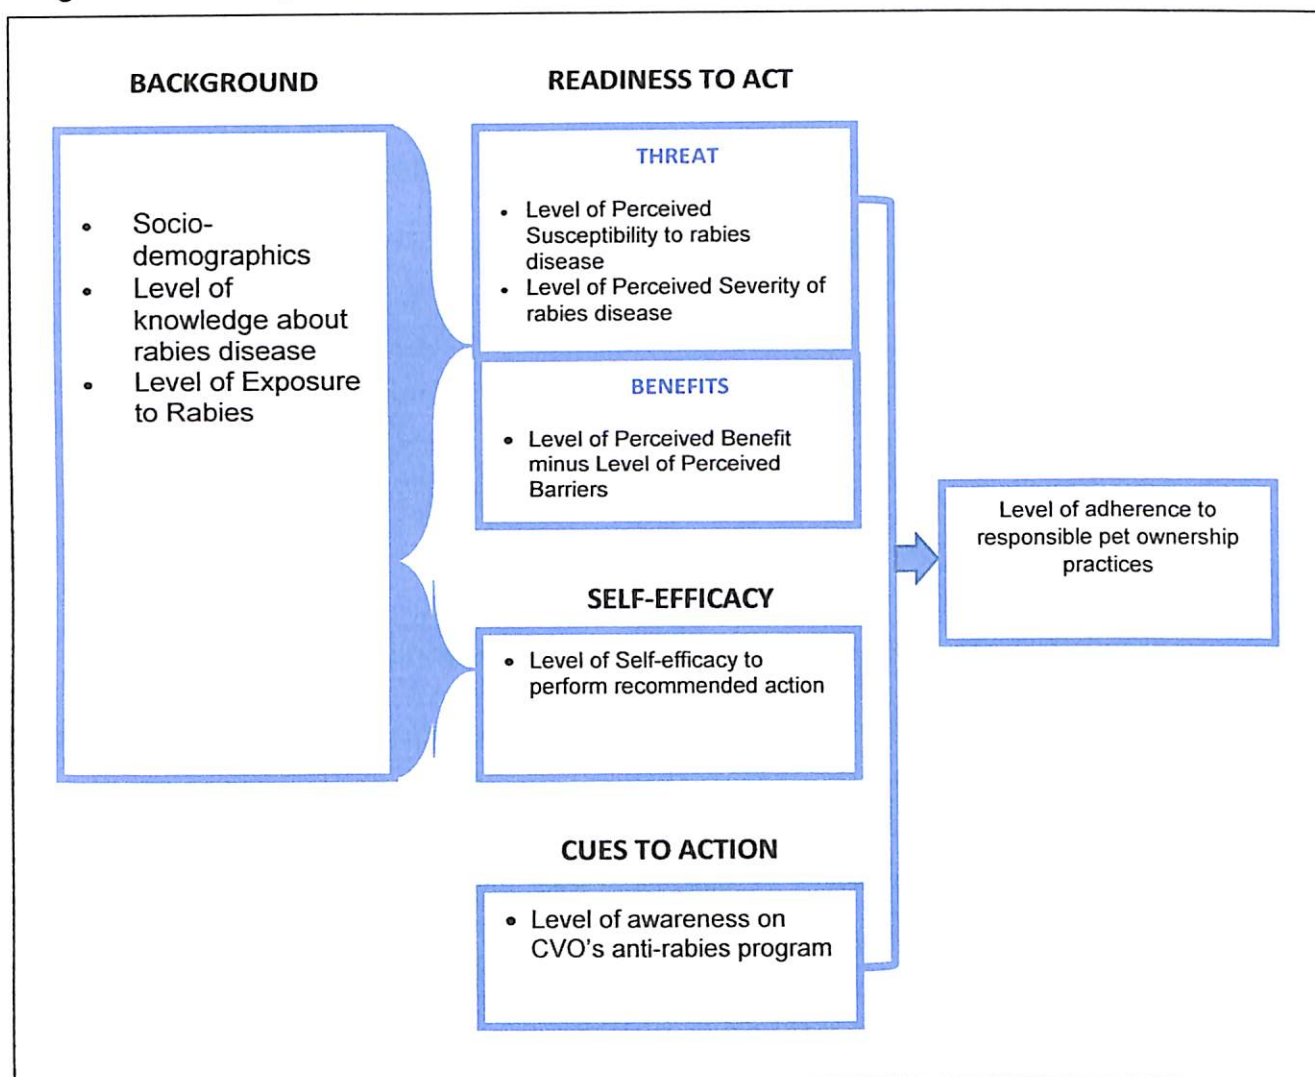 BACKGROUND
• Socio-
demographics
• Level of
knowledge about
rabies disease
• Level of Exposure
to Rabies
READINESS TO ACT
THREAT
• Level of Perceived
Susceptibility to rabies
disease
• Level of Perceived Severity of
rabies disease
BENEFITS
• Level of Perceived Benefit
minus Level of Perceived
Barriers
SELF-EFFICACY
• Level of Self-efficacy to
perform recommended action
CUES TO ACTION
• Level of awareness on
CVO's anti-rabies program
Level of adherence to
responsible pet ownership
practices